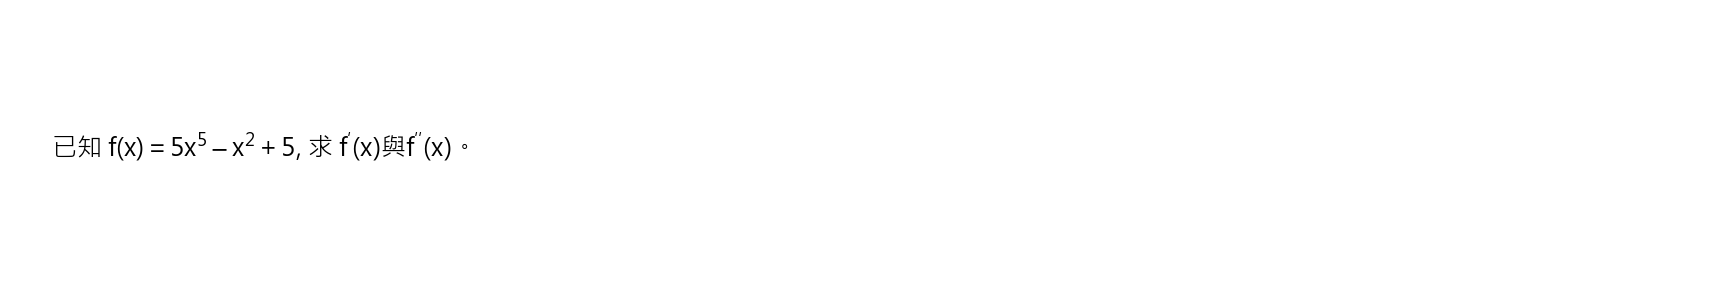 已知 f(x) = 5x⁵ – x² + 5, 求 f′(x)與f′′(x)。